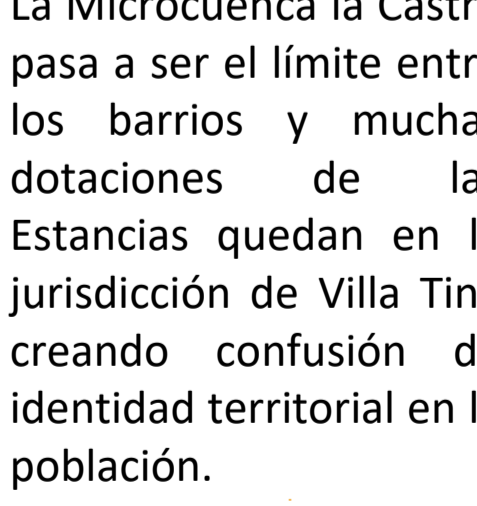 La Microcuenca la Castr
pasa a ser el límite entr
los barrios y mucha
dotaciones de la
Estancias quedan en l
jurisdicción de Villa Tin
creando confusión d
identidad territorial en l
población.